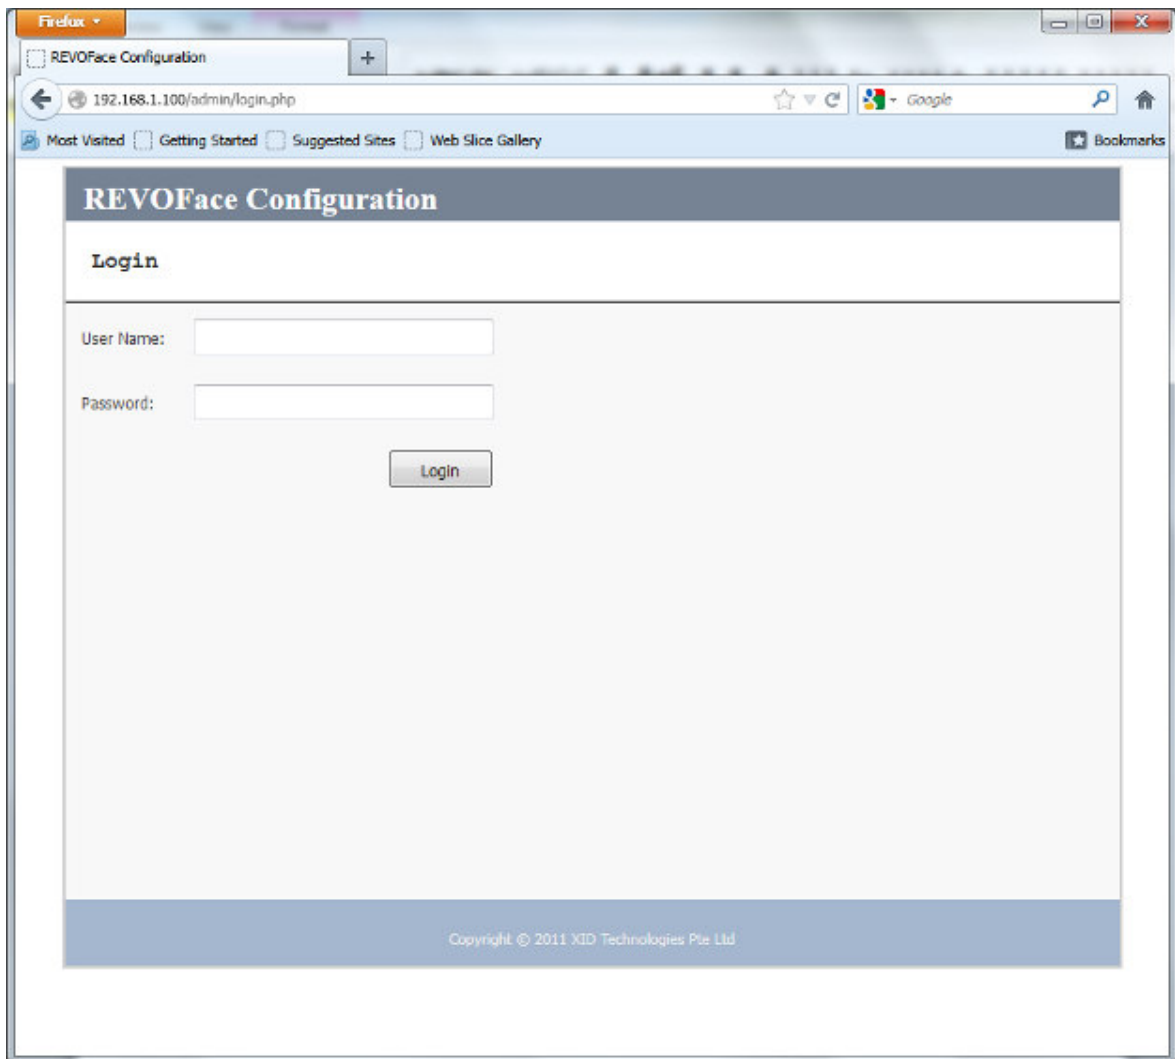 Firefox
REVOFace Configuration
192.168.1.100/admin/login.php
Google
Most Visited Getting Started Suggested Sites Web Slice Gallery Bookmarks
REVOFace Configuration
Login
User Name:
Password:
Login
Copyright © 2011 XID Technologies Pte Ltd